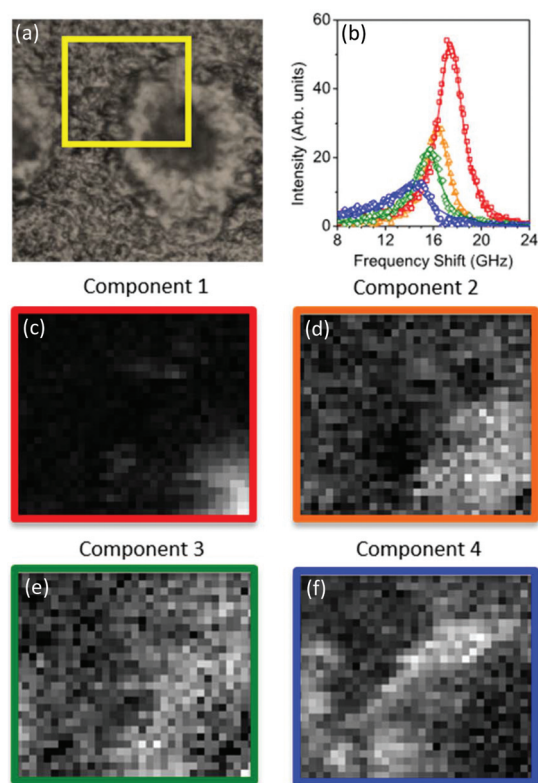 (a)
(b)
60
40
20
0
Intensity (Arb. units)
8 12 16 20 24
Frequency Shift (GHz)
Component 1
Component 2
(c)
(d)
Component 3
Component 4
(e)
(f)